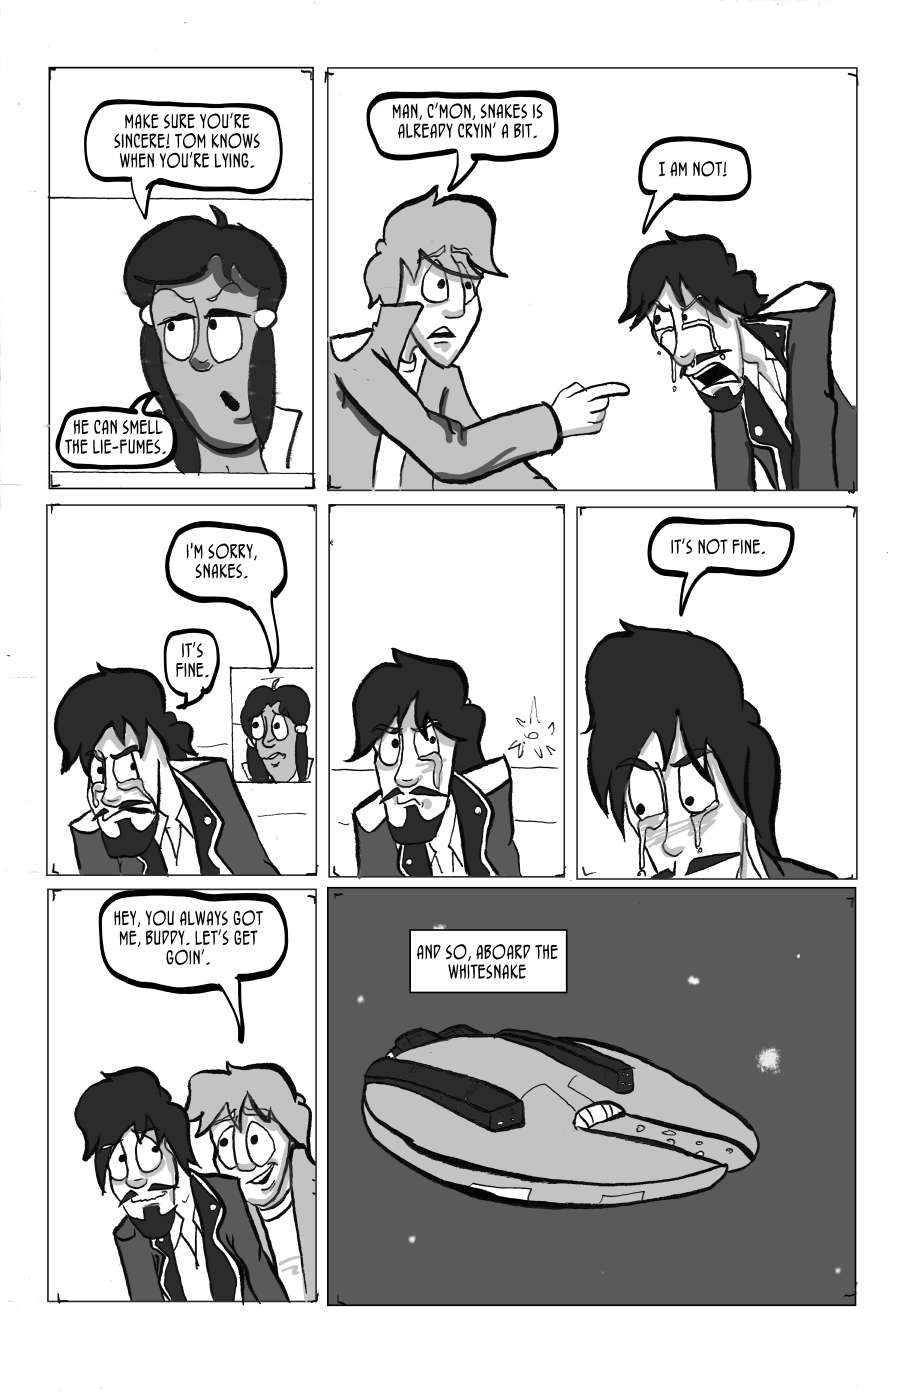 MAKE SURE YOU'RE
SINCERE! TOM KNOWS
WHEN YOU'RE LYING.
HE CAN SMELL
THE LIE-FUMES.
MAN, C'MON, SNAKES IS
ALREADY CRYIN' A BIT.
I AM NOT!
I'M SORRY,
SNAKES.
IT'S
FINE.
IT'S NOT FINE.
HEY, YOU ALWAYS GOT
ME, BUDDY. LET'S GET
GOIN'.
AND SO, ABOARD THE
WHITESNAKE